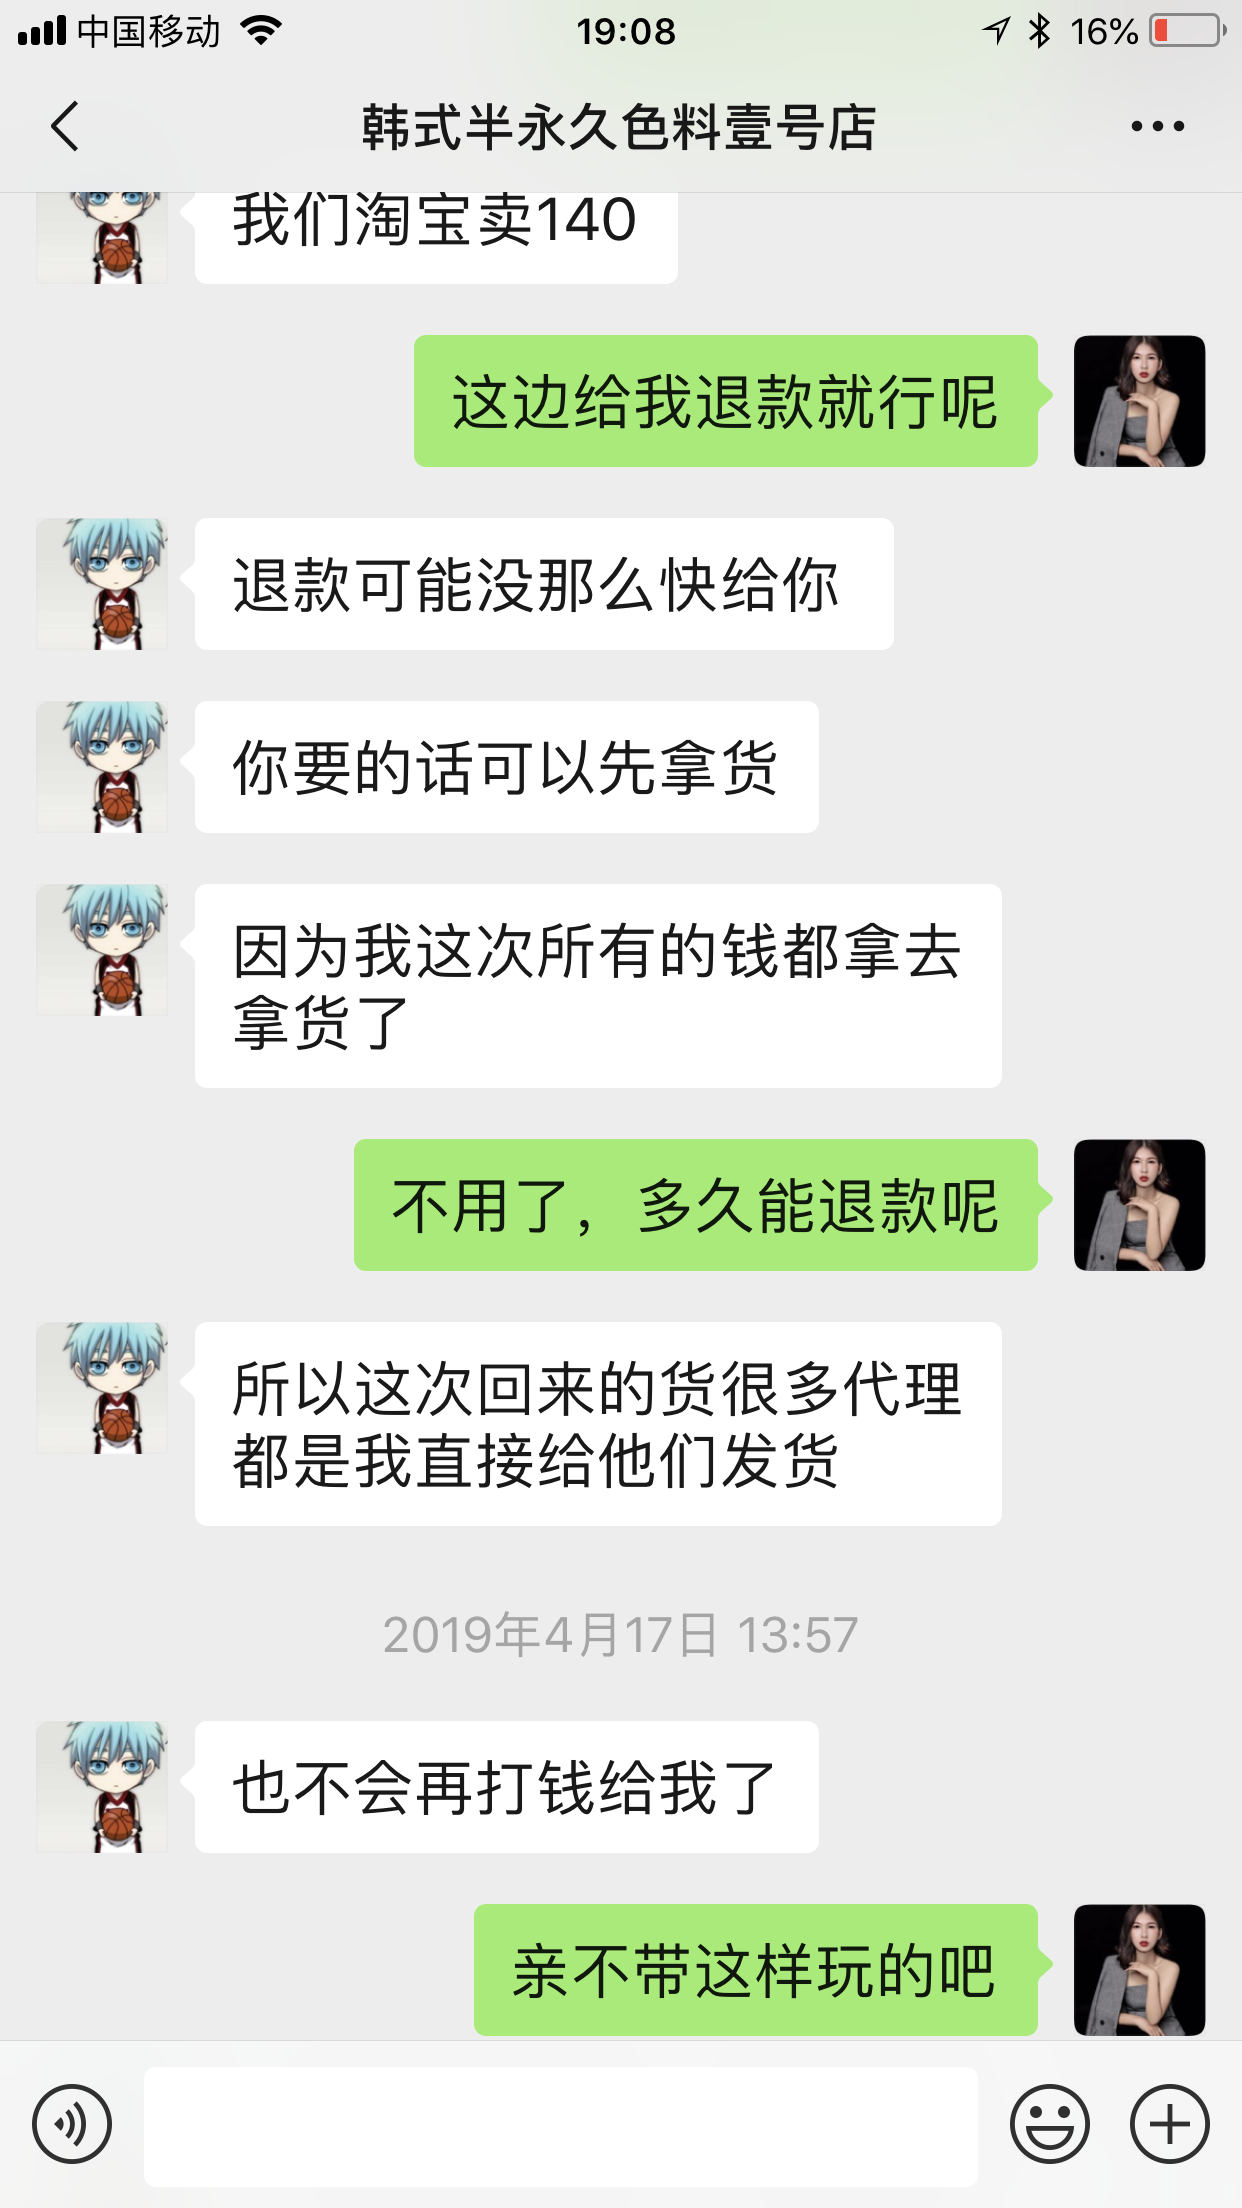 中国移动
19:08
16%
韩式半永久色料壹号店
我们淘宝卖140
这边给我退款就行呢
退款可能没那么快给你
你要的话可以先拿货
因为我这次所有的钱都拿去
拿货了
不用了，多久能退款呢
所以这次回来的货很多代理
都是我直接给他们发货
2019年4月17日 13:57
也不会再打钱给我了
亲不带这样玩的吧